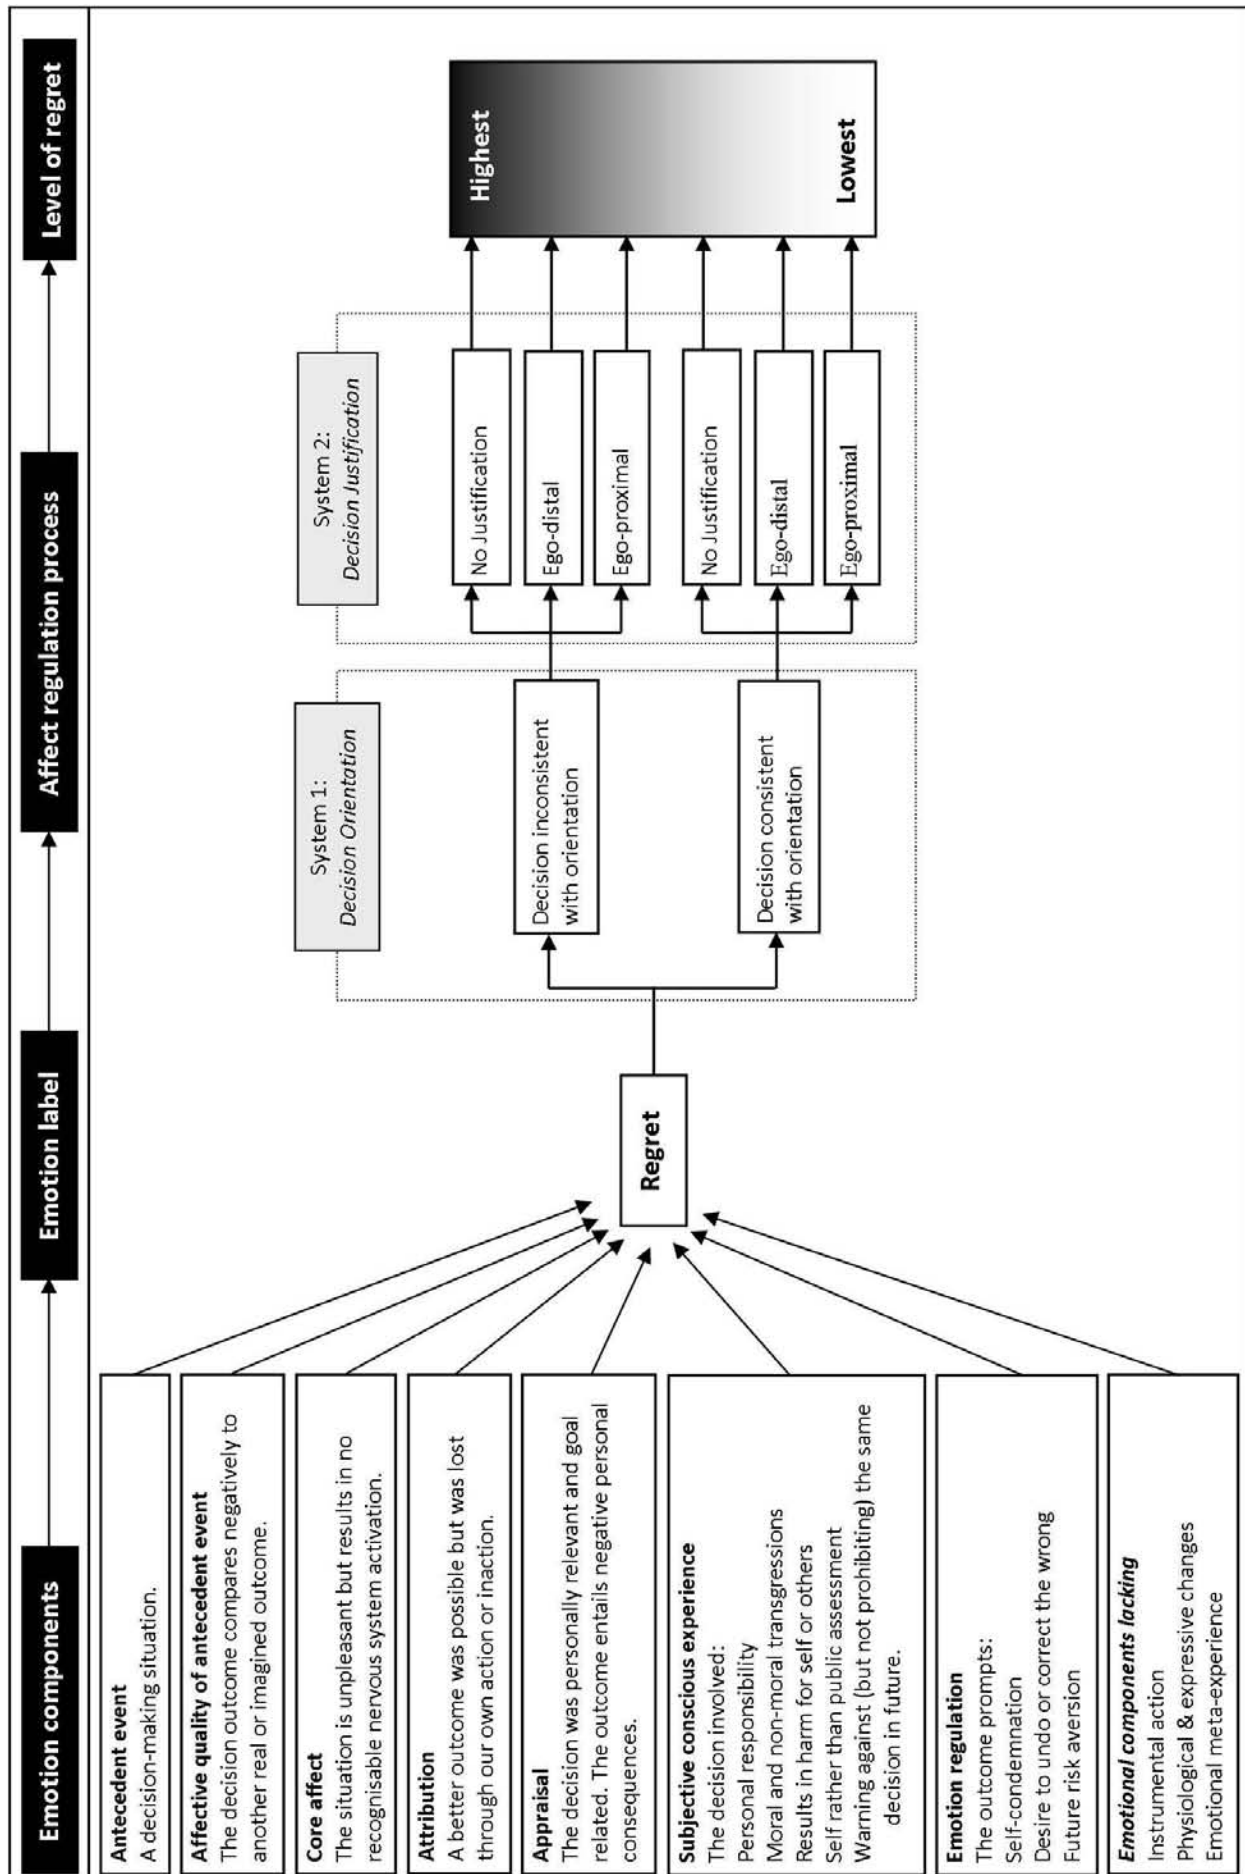 Emotion components
Emotion label
Affect regulation process
Level of regret
Antecedent event
A decision-making situation.
Affective quality of antecedent event
The decision outcome compares negatively to
another real or imagined outcome.
Core affect
The situation is unpleasant but results in no
recognisable nervous system activation.
Attribution
A better outcome was possible but was lost
through our own action or inaction.
Appraisal
The decision was personally relevant and goal
related. The outcome entails negative personal
consequences.
Subjective conscious experience
The decision involved:
Personal responsibility
Moral and non-moral transgressions
Results in harm for self or others
Self rather than public assessment
Warning against (but not prohibiting) the same
decision in future.
Emotion regulation
The outcome prompts:
Self-condemnation
Desire to undo or correct the wrong
Future risk aversion
Emotional components lacking
Instrumental action
Physiological & expressive changes
Emotional meta-experience
Regret
System 1:
Decision Orientation
Decision inconsistent
with orientation
Decision consistent
with orientation
System 2:
Decision Justification
No Justification
Ego-distal
Ego-proximal
No Justification
Ego-distal
Ego-proximal
Highest
Lowest